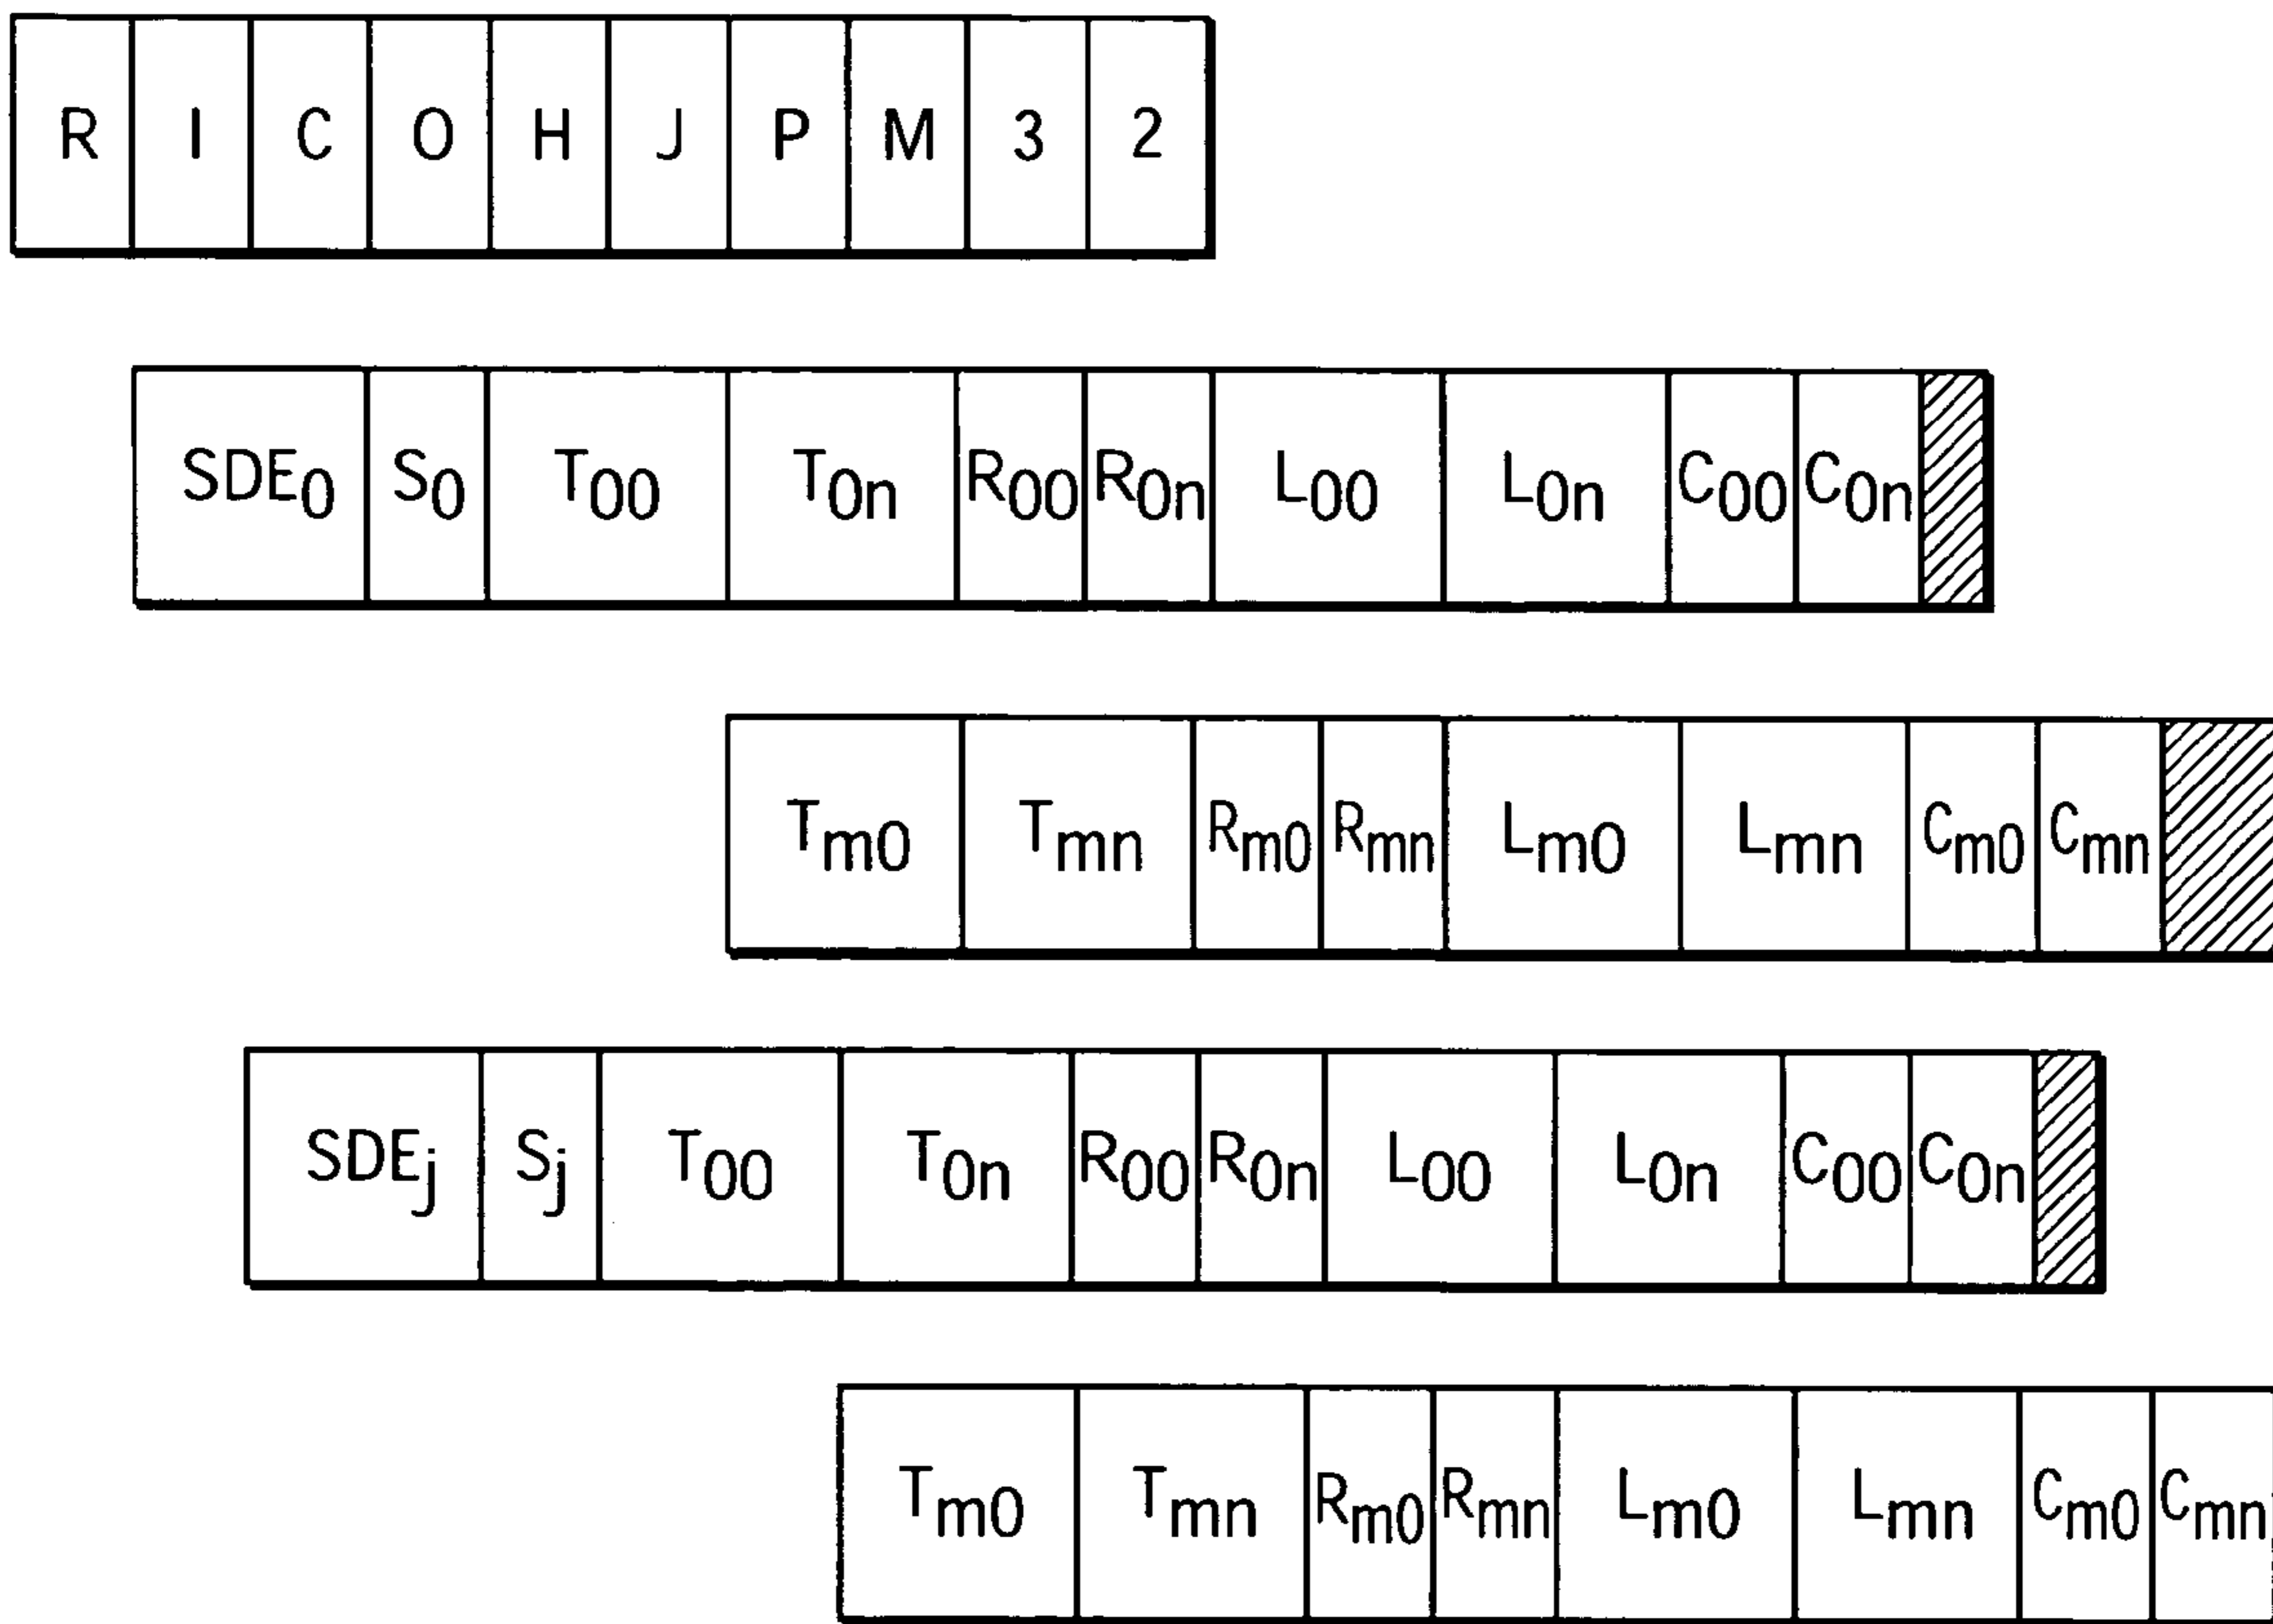 R I C O H J P M 3 2
SDE0 S0 T00 T0n R00 R0n L00 L0n C00 C0n
Tm0 Tmn Rm0 Rmn Lm0 Lmn Cm0 Cmn
SDEj Sj T00 T0n R00 R0n L00 L0n C00 C0n
Tm0 Tmn Rm0 Rmn Lm0 Lmn Cm0 Cmn